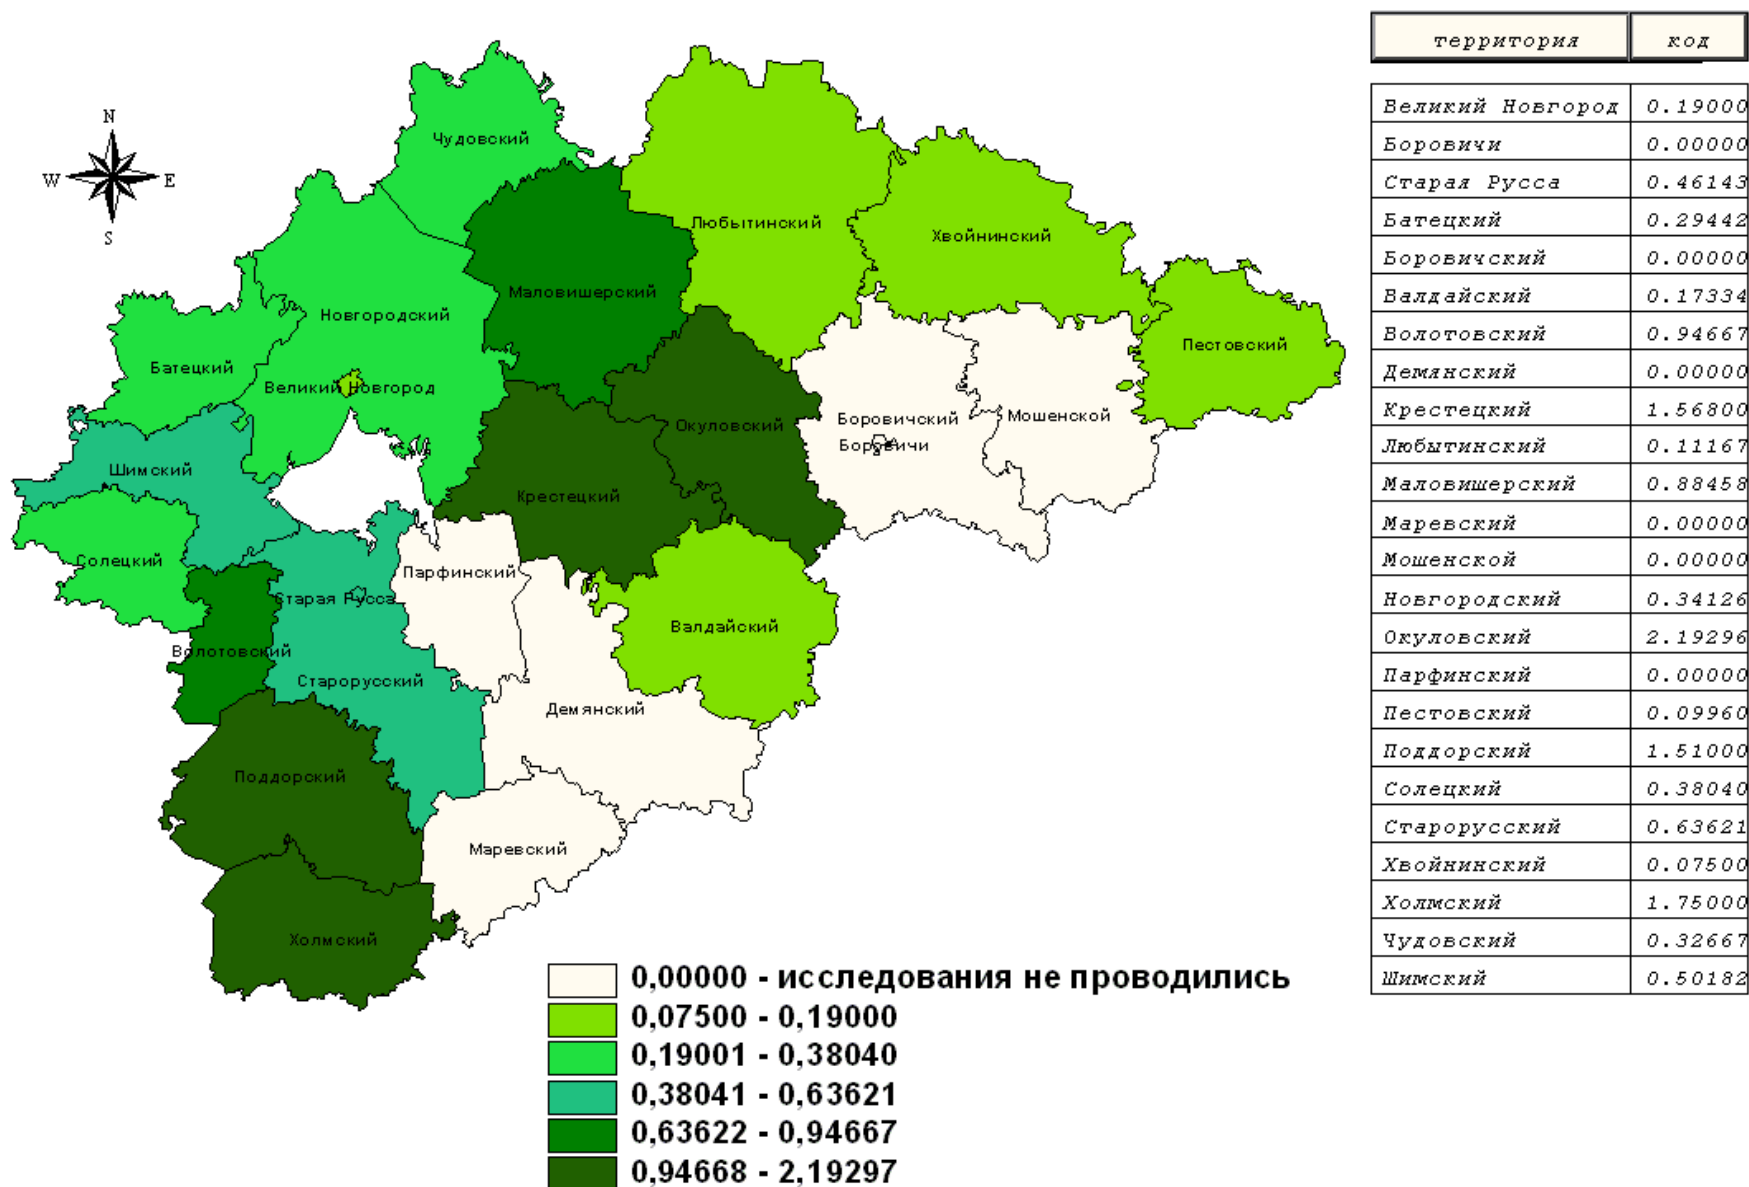 территория код
Великий Новгород 0.19000
Боровичи 0.00000
Старая Русса 0.46143
Батецкий 0.29442
Боровичский 0.00000
Валдайский 0.17334
Волотовский 0.94667
Демянский 0.00000
Крестецкий 1.56800
Любытинский 0.11167
Маловишерский 0.88458
Маревский 0.00000
Мошенской 0.00000
Новгородский 0.34126
Окуловский 2.19296
Парфинский 0.00000
Пестовский 0.09960
Поддорский 1.51000
Солецкий 0.38040
Старорусский 0.63621
Хвойнинский 0.07500
Холмский 1.75000
Чудовский 0.32667
Шимский 0.50182
N
W E
S
Чудовский
Любытинский
Хвойнинский
Маловишерский
Новгородский
Пестовский
Батецкий
Великий Новгород
Боровичский
Мошенской
Окуловский
Боровичи
Шимский
Крестецкий
Солецкий
Парфинский
Старая Русса
Валдайский
Волотовский
Старорусский
Демянский
Поддорский
Маревский
Холмский
0,00000 - исследования не проводились
0,07500 - 0,19000
0,19001 - 0,38040
0,38041 - 0,63621
0,63622 - 0,94667
0,94668 - 2,19297